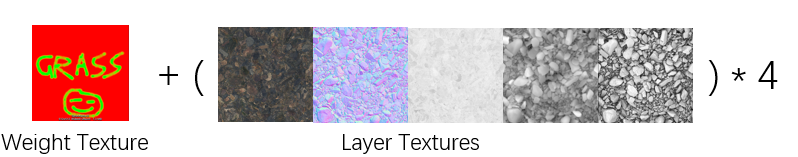 GRASS
+ ( ) * 4
Weight Texture
Layer Textures